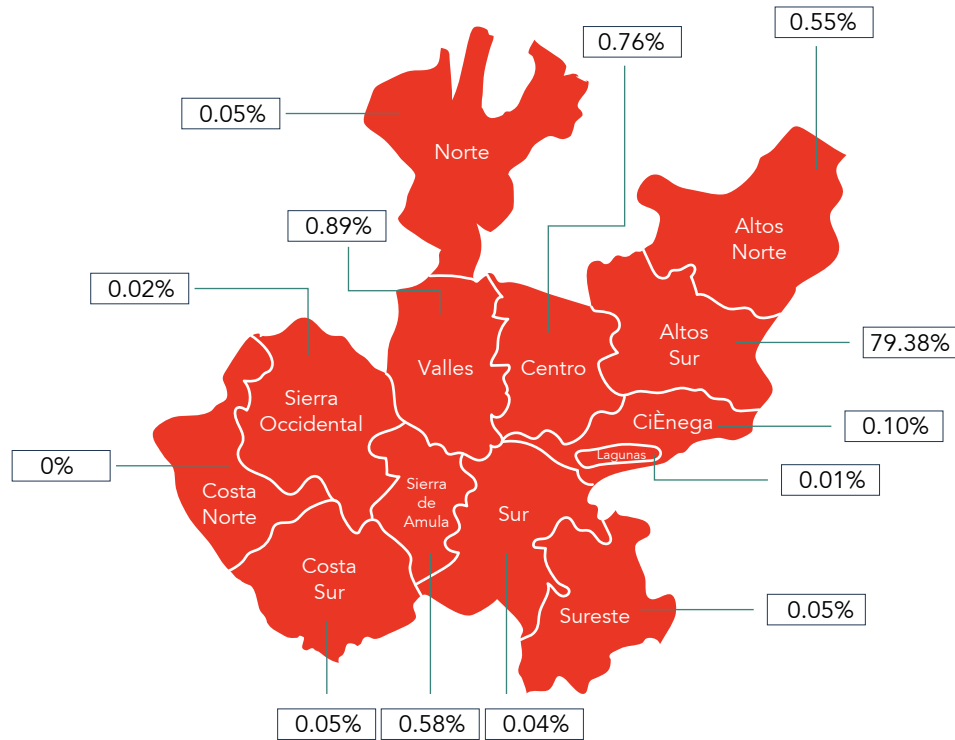 0.55%
0.76%
0.05%
Norte
0.89%
Altos
Norte
0.02%
Altos
Sur
79.38%
Valles
Centro
Sierra
Occidental
CiÈnega
0.10%
Lagunas
0%
0.01%
Costa
Norte
Sierra
de
Amula
Sur
Costa
Sur
Sureste
0.05%
0.05%
0.58%
0.04%